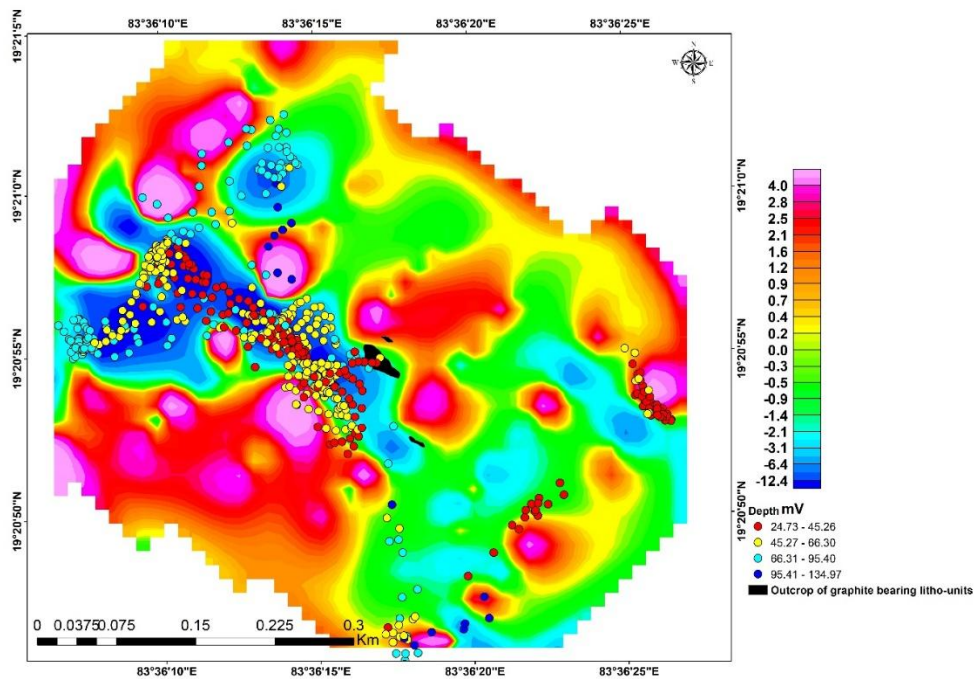 83°36'10"E 83°36'15"E 83°36'20"E 83°36'25"E
19°21'5"N
N
W E
S
19°21'0"N 19°21'0"N
4.0
2.8
2.5
2.1
1.6
1.2
0.9
0.7
0.4
0.2
0.0
-0.3
-0.5
-0.9
-1.4
-2.1
-3.1
-6.4
-12.4
19°20'55"N 19°20'55"N
19°20'50"N 19°20'50"N
Depth mV
24.73 - 45.26
45.27 - 66.30
66.31 - 95.40
95.41 - 134.97
Outcrop of graphite bearing litho-units
0 0.0375 0.075 0.15 0.225 0.3
Km
83°36'10"E 83°36'15"E 83°36'20"E 83°36'25"E